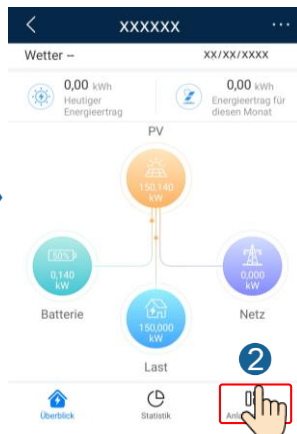 xxxxxx
Wetter -- xx/xx/xxxx
0,00 kWh
Heutiger
Energieertrag
0,00 kWh
Energieertrag für
diesen Monat
PV
150,140
kW
50%
0,140
kW
0,000
kW
Batterie
Netz
150,000
kW
Last
2
Überblick
Statistik